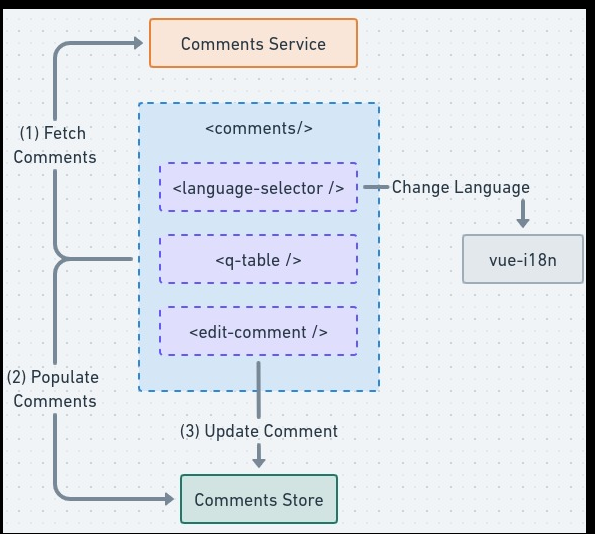 Comments Service
(1) Fetch
Comments
<comments/>
<language-selector />
Change Language
<q-table />
vue-i18n
<edit-comment />
(2) Populate
Comments
(3) Update Comment
Comments Store